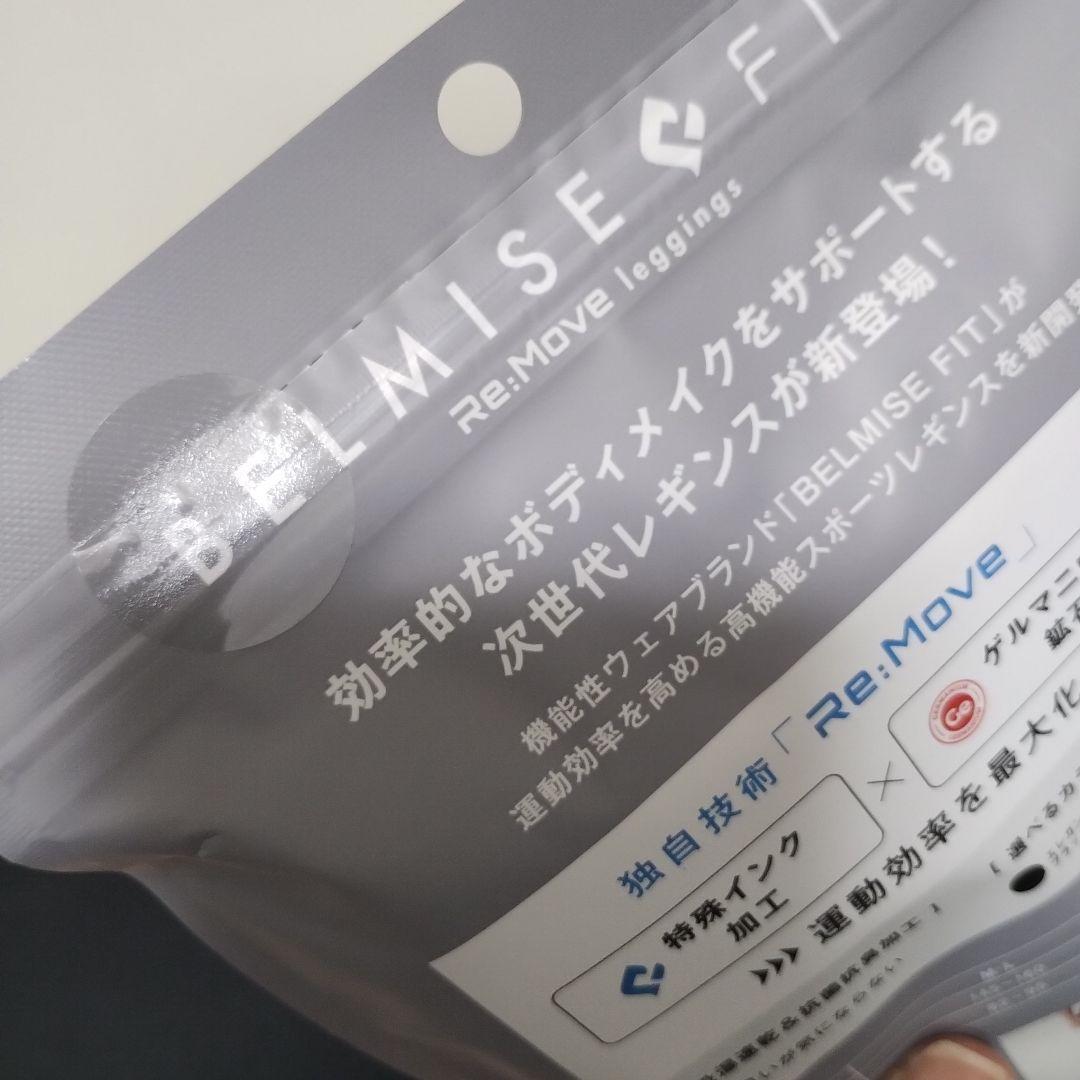 BELMISE F
Re:Move leggings
効率的なボディメイクをサポートする
次世代レギンスが新登場！
機能性ウェアブランド「BELMISE FIT」が
運動効率を高める高機能スポーツレギンスを新開発
独自技術「Re:Move」
特殊インク
加工
×
Ge
ゲルマニ
鉱石
>>> 運動効率を最大化
選べるカ